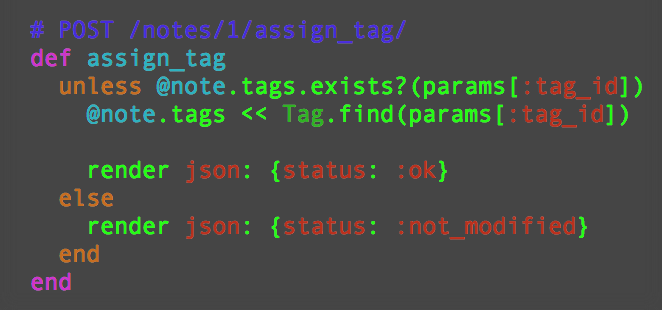 # POST /notes/1/assign_tag/
def assign_tag
  unless @note.tags.exists?(params[:tag_id])
    @note.tags << Tag.find(params[:tag_id])

    render json: {status: :ok}
  else
    render json: {status: :not_modified}
  end
end